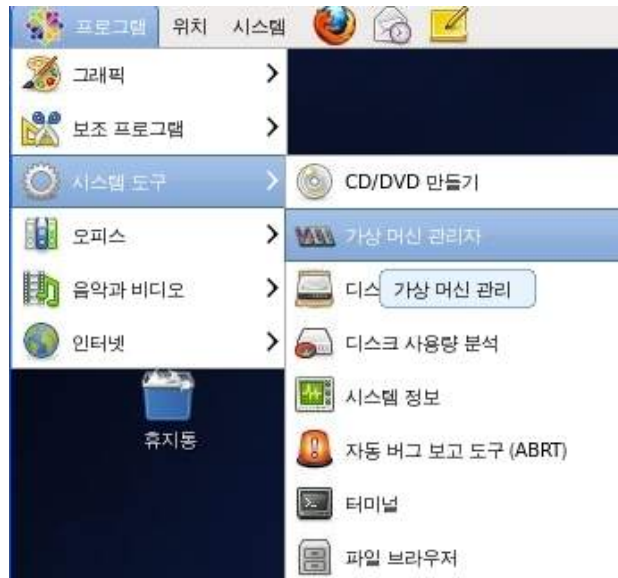 프로그램 위치 시스템
그래픽
보조 프로그램
시스템 도구
오피스
음악과 비디오
인터넷
CD/DVD 만들기
가상 머신 관리자
디스
가상 머신 관리
디스크 사용량 분석
시스템 정보
자동 버그 보고 도구 (ABRT)
터미널
파일 브라우저
휴지통